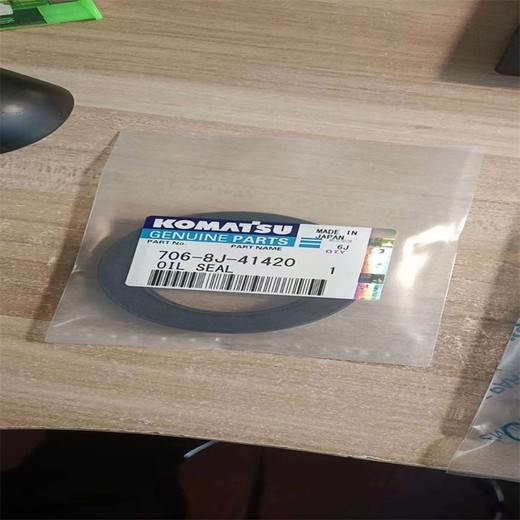 KOMATSU
GENUINE PARTS
MADE IN
JAPAN
PART No. PART NAME
6J
QTY
706-8J-41420
OIL SEAL
1